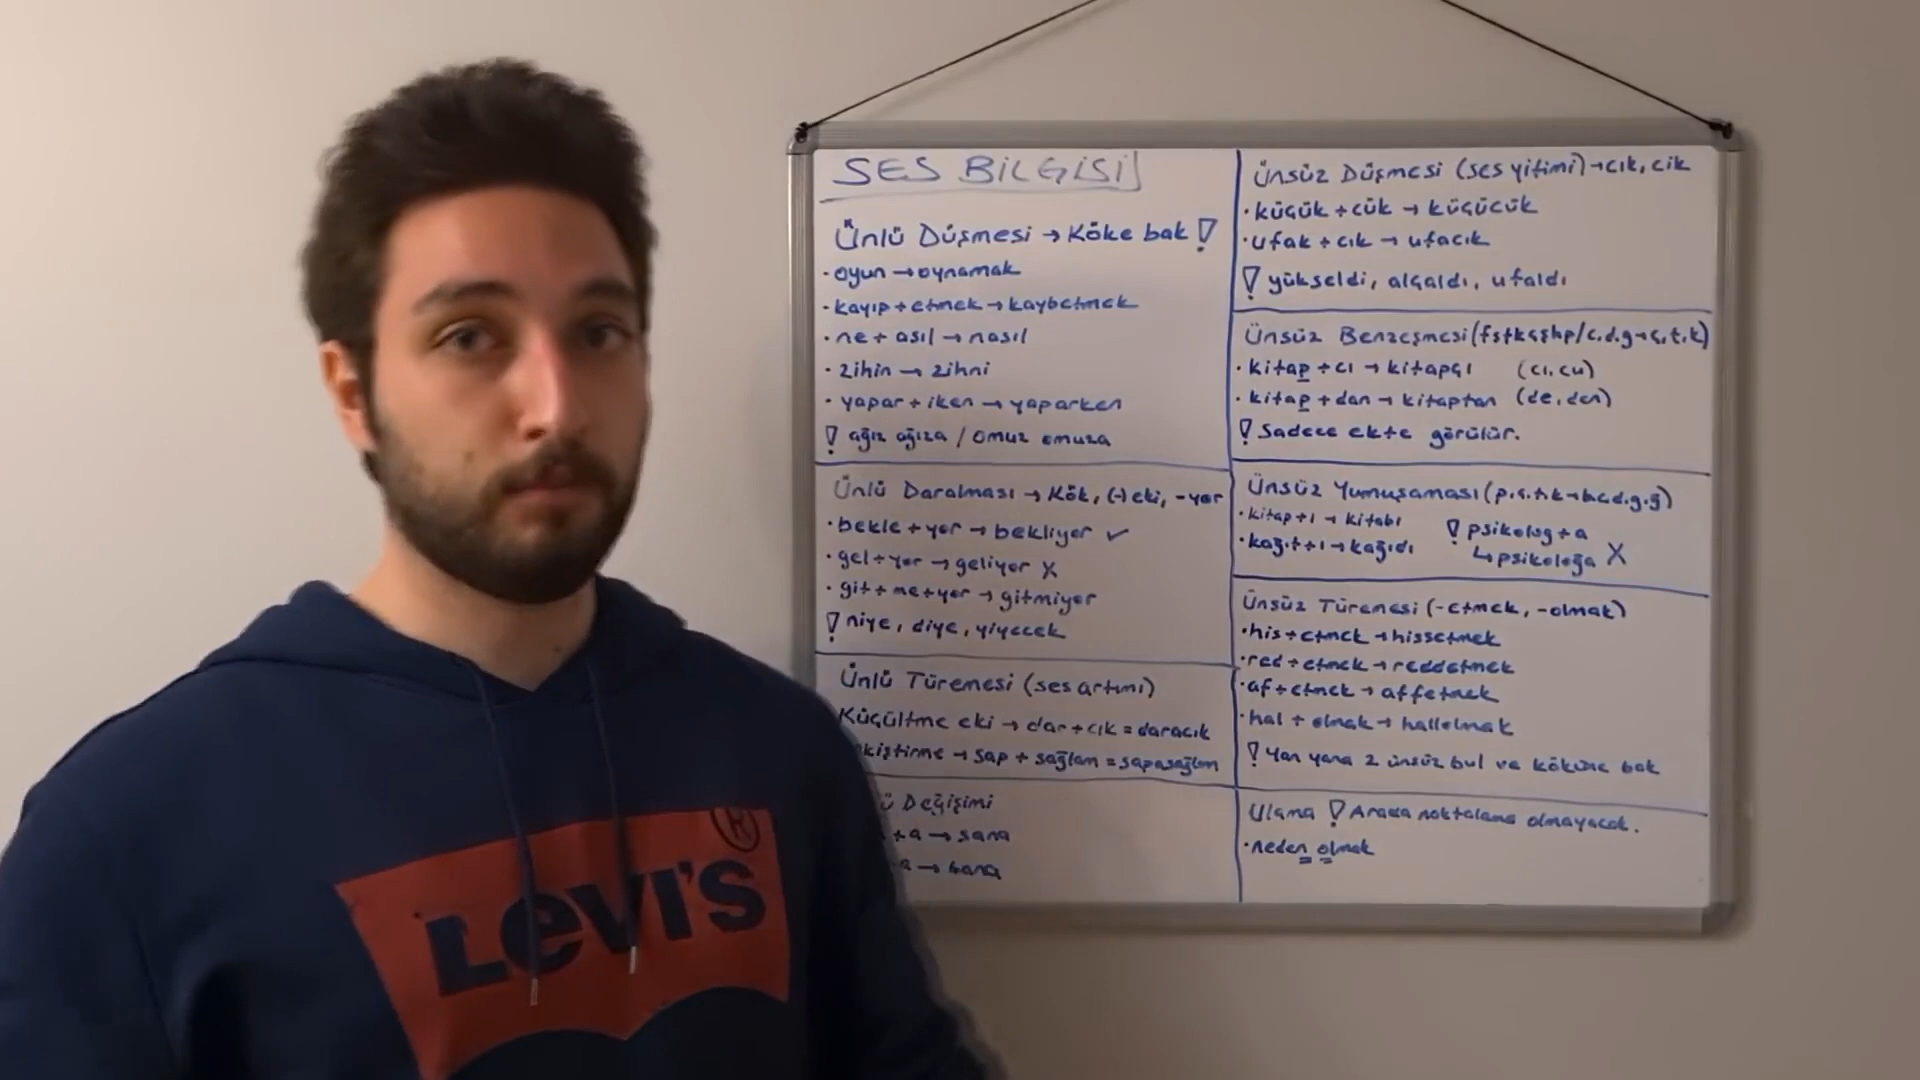 SES BİLGİSİ
Ünlü Düşmesi → Köke bak !
• oyun → oynamak
• kayıp + etmek → kaybetmek
• ne + asıl → nasıl
• zihin → zihni
• yapar + iken → yaparken
! ağız ağıza / omuz omuza
Ünlü Daralması → Kök, (-) eki, -yor
• bekle + yor → bekliyor ✓
• gel + yor → geliyor X
• git + me + yor → gitmiyor
! niye, diye, yiyecek
Ünlü Türemesi (ses artımı)
Küçültme eki → dar + cık = daracık
kiştirme → sap + sağlam = sapasağlam
ü Değişimi
+ a → sana
a → bana
Ünsüz Düşmesi (ses yitimi) → cık, cik
• küçük + cük → küçücük
• ufak + cık → ufacık
! yükseldi, alçaldı, ufaldı
Ünsüz Benzeşmesi (fstkçşhp / c.d.g → ç.t.k)
• kitap + cı → kitapçı (cı, cu)
• kitap + dan → kitaptan (de, den)
! Sadece ekte görülür.
Ünsüz Yumuşaması (p.ç.t.k → b.c.d.g.ğ)
• kitap + ı → kitabı
• kağıt + ı → kağıdı
! psikolog + a
↳ psikoloğa X
Ünsüz Türemesi (-etmek, -olmak)
• his + etmek → hissetmek
• red + etmek → reddetmek
• af + etmek → affetmek
• hal + olmak → hallolmak
! Yan yana 2 ünsüz bul ve köküne bak
Ulama ! Arada noktalama olmayacak.
• neden olmak
LEVI'S ®